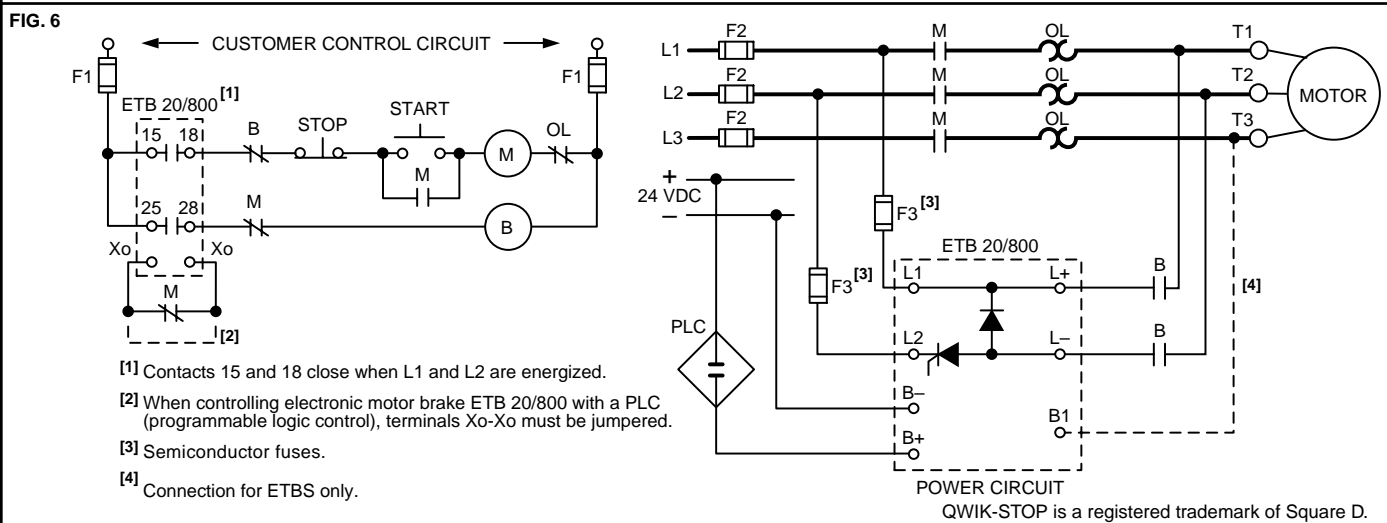 FIG. 6
CUSTOMER CONTROL CIRCUIT
F1
F1
ETB 20/800 [1]
15 18
B
STOP
START
M
OL
M
25 28
M
B
Xo Xo
M
[2]
[1] Contacts 15 and 18 close when L1 and L2 are energized.
[2] When controlling electronic motor brake ETB 20/800 with a PLC
(programmable logic control), terminals Xo-Xo must be jumpered.
[3] Semiconductor fuses.
[4] Connection for ETBS only.
L1 F2 M OL T1
L2 F2 M OL T2
MOTOR
L3 F2 M OL T3
+
24 VDC
–
F3 [3]
F3 [3]
ETB 20/800
L1 L+ B
[4]
PLC
L2 L– B
B–
B1
B+
POWER CIRCUIT
QWIK-STOP is a registered trademark of Square D.